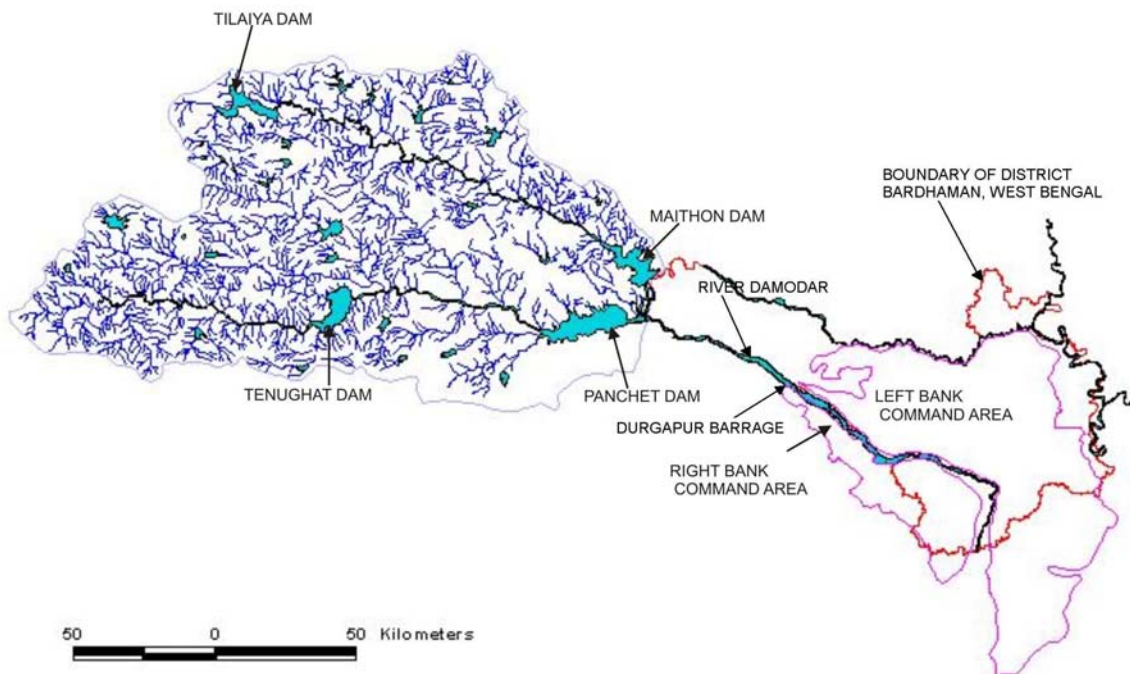 TILAIYA DAM
BOUNDARY OF DISTRICT
BARDHAMAN, WEST BENGAL
MAITHON DAM
RIVER DAMODAR
TENUGHAT DAM
PANCHET DAM
LEFT BANK
COMMAND AREA
DURGAPUR BARRAGE
RIGHT BANK
COMMAND AREA
50 0 50 Kilometers